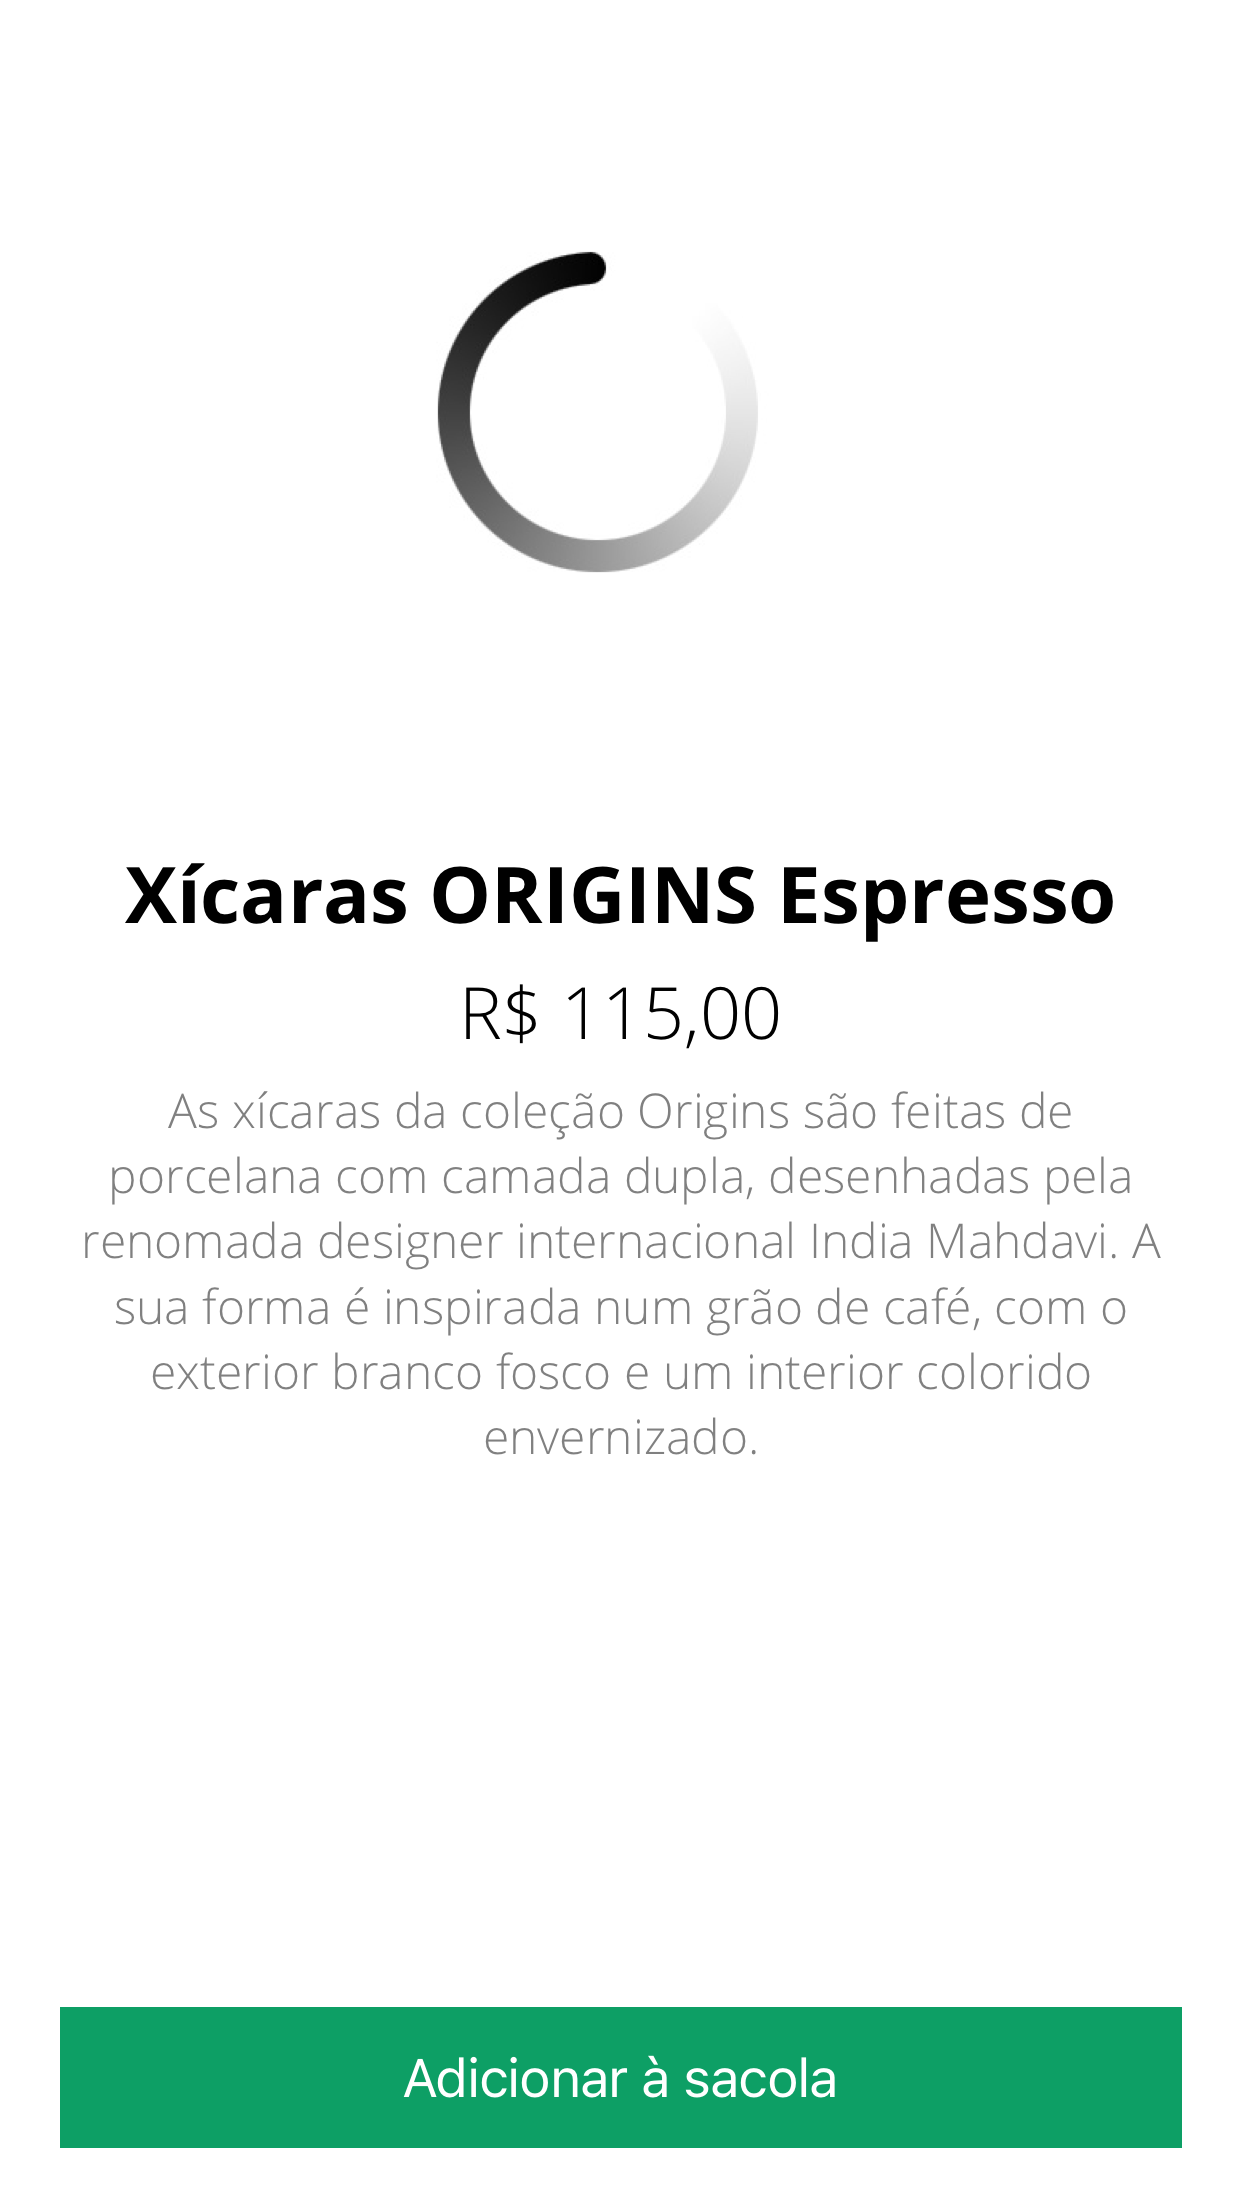 Xícaras ORIGINS Espresso
R$ 115,00
As xícaras da coleção Origins são feitas de
porcelana com camada dupla, desenhadas pela
renomada designer internacional India Mahdavi. A
sua forma é inspirada num grão de café, com o
exterior branco fosco e um interior colorido
envernizado.
Adicionar à sacola